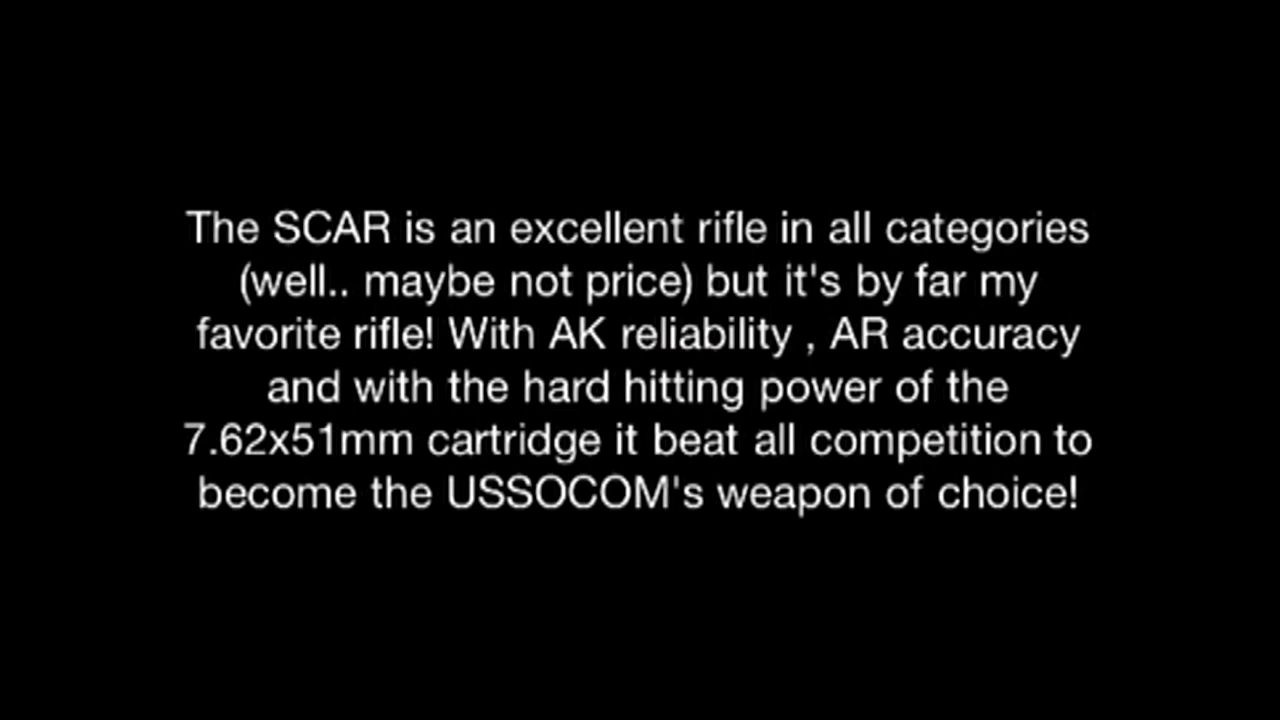 The SCAR is an excellent rifle in all categories
(well.. maybe not price) but it's by far my
favorite rifle! With AK reliability , AR accuracy
and with the hard hitting power of the
7.62x51mm cartridge it beat all competition to
become the USSOCOM's weapon of choice!